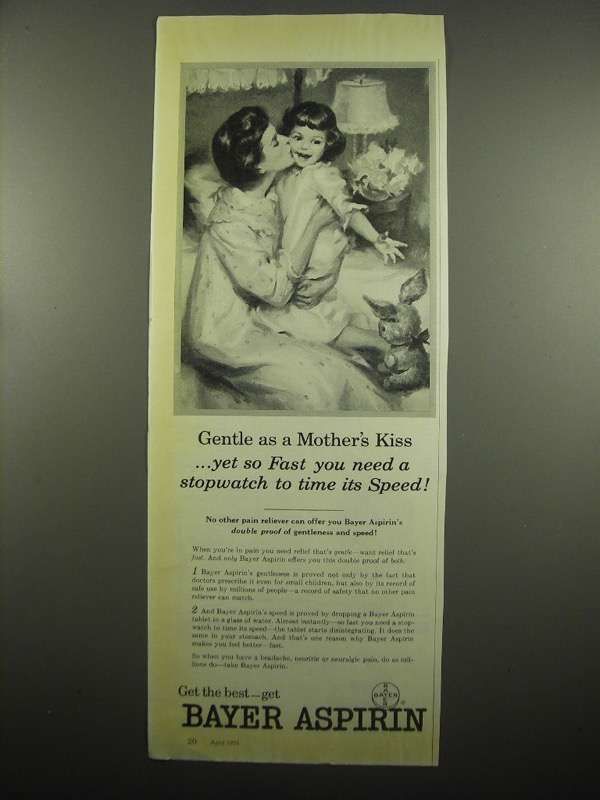 Gentle as a Mother's Kiss
...yet so Fast you need a
stopwatch to time its Speed!
No other pain reliever can offer you Bayer Aspirin's
double proof of gentleness and speed!
When you're in pain you need relief that's gentle—want relief that's
fast. And only Bayer Aspirin offers you this double proof of both.
1 Bayer Aspirin's gentleness is proved not only by the fact that
doctors prescribe it even for small children, but also by its record of
safe use by millions of people—a record of safety that no other pain
reliever can match.
2 And Bayer Aspirin's speed is proved by dropping a Bayer Aspirin
tablet in a glass of water. Almost instantly—so fast you need a stop-
watch to time its speed—the tablet starts disintegrating. It does the
same in your stomach. And that's one reason why Bayer Aspirin
makes you feel better—fast.
So when you have a headache, neuritic or neuralgic pain, do as mil-
lions do—take Bayer Aspirin.
Get the best—get
BAYER
BAYER ASPIRIN
®
20 April